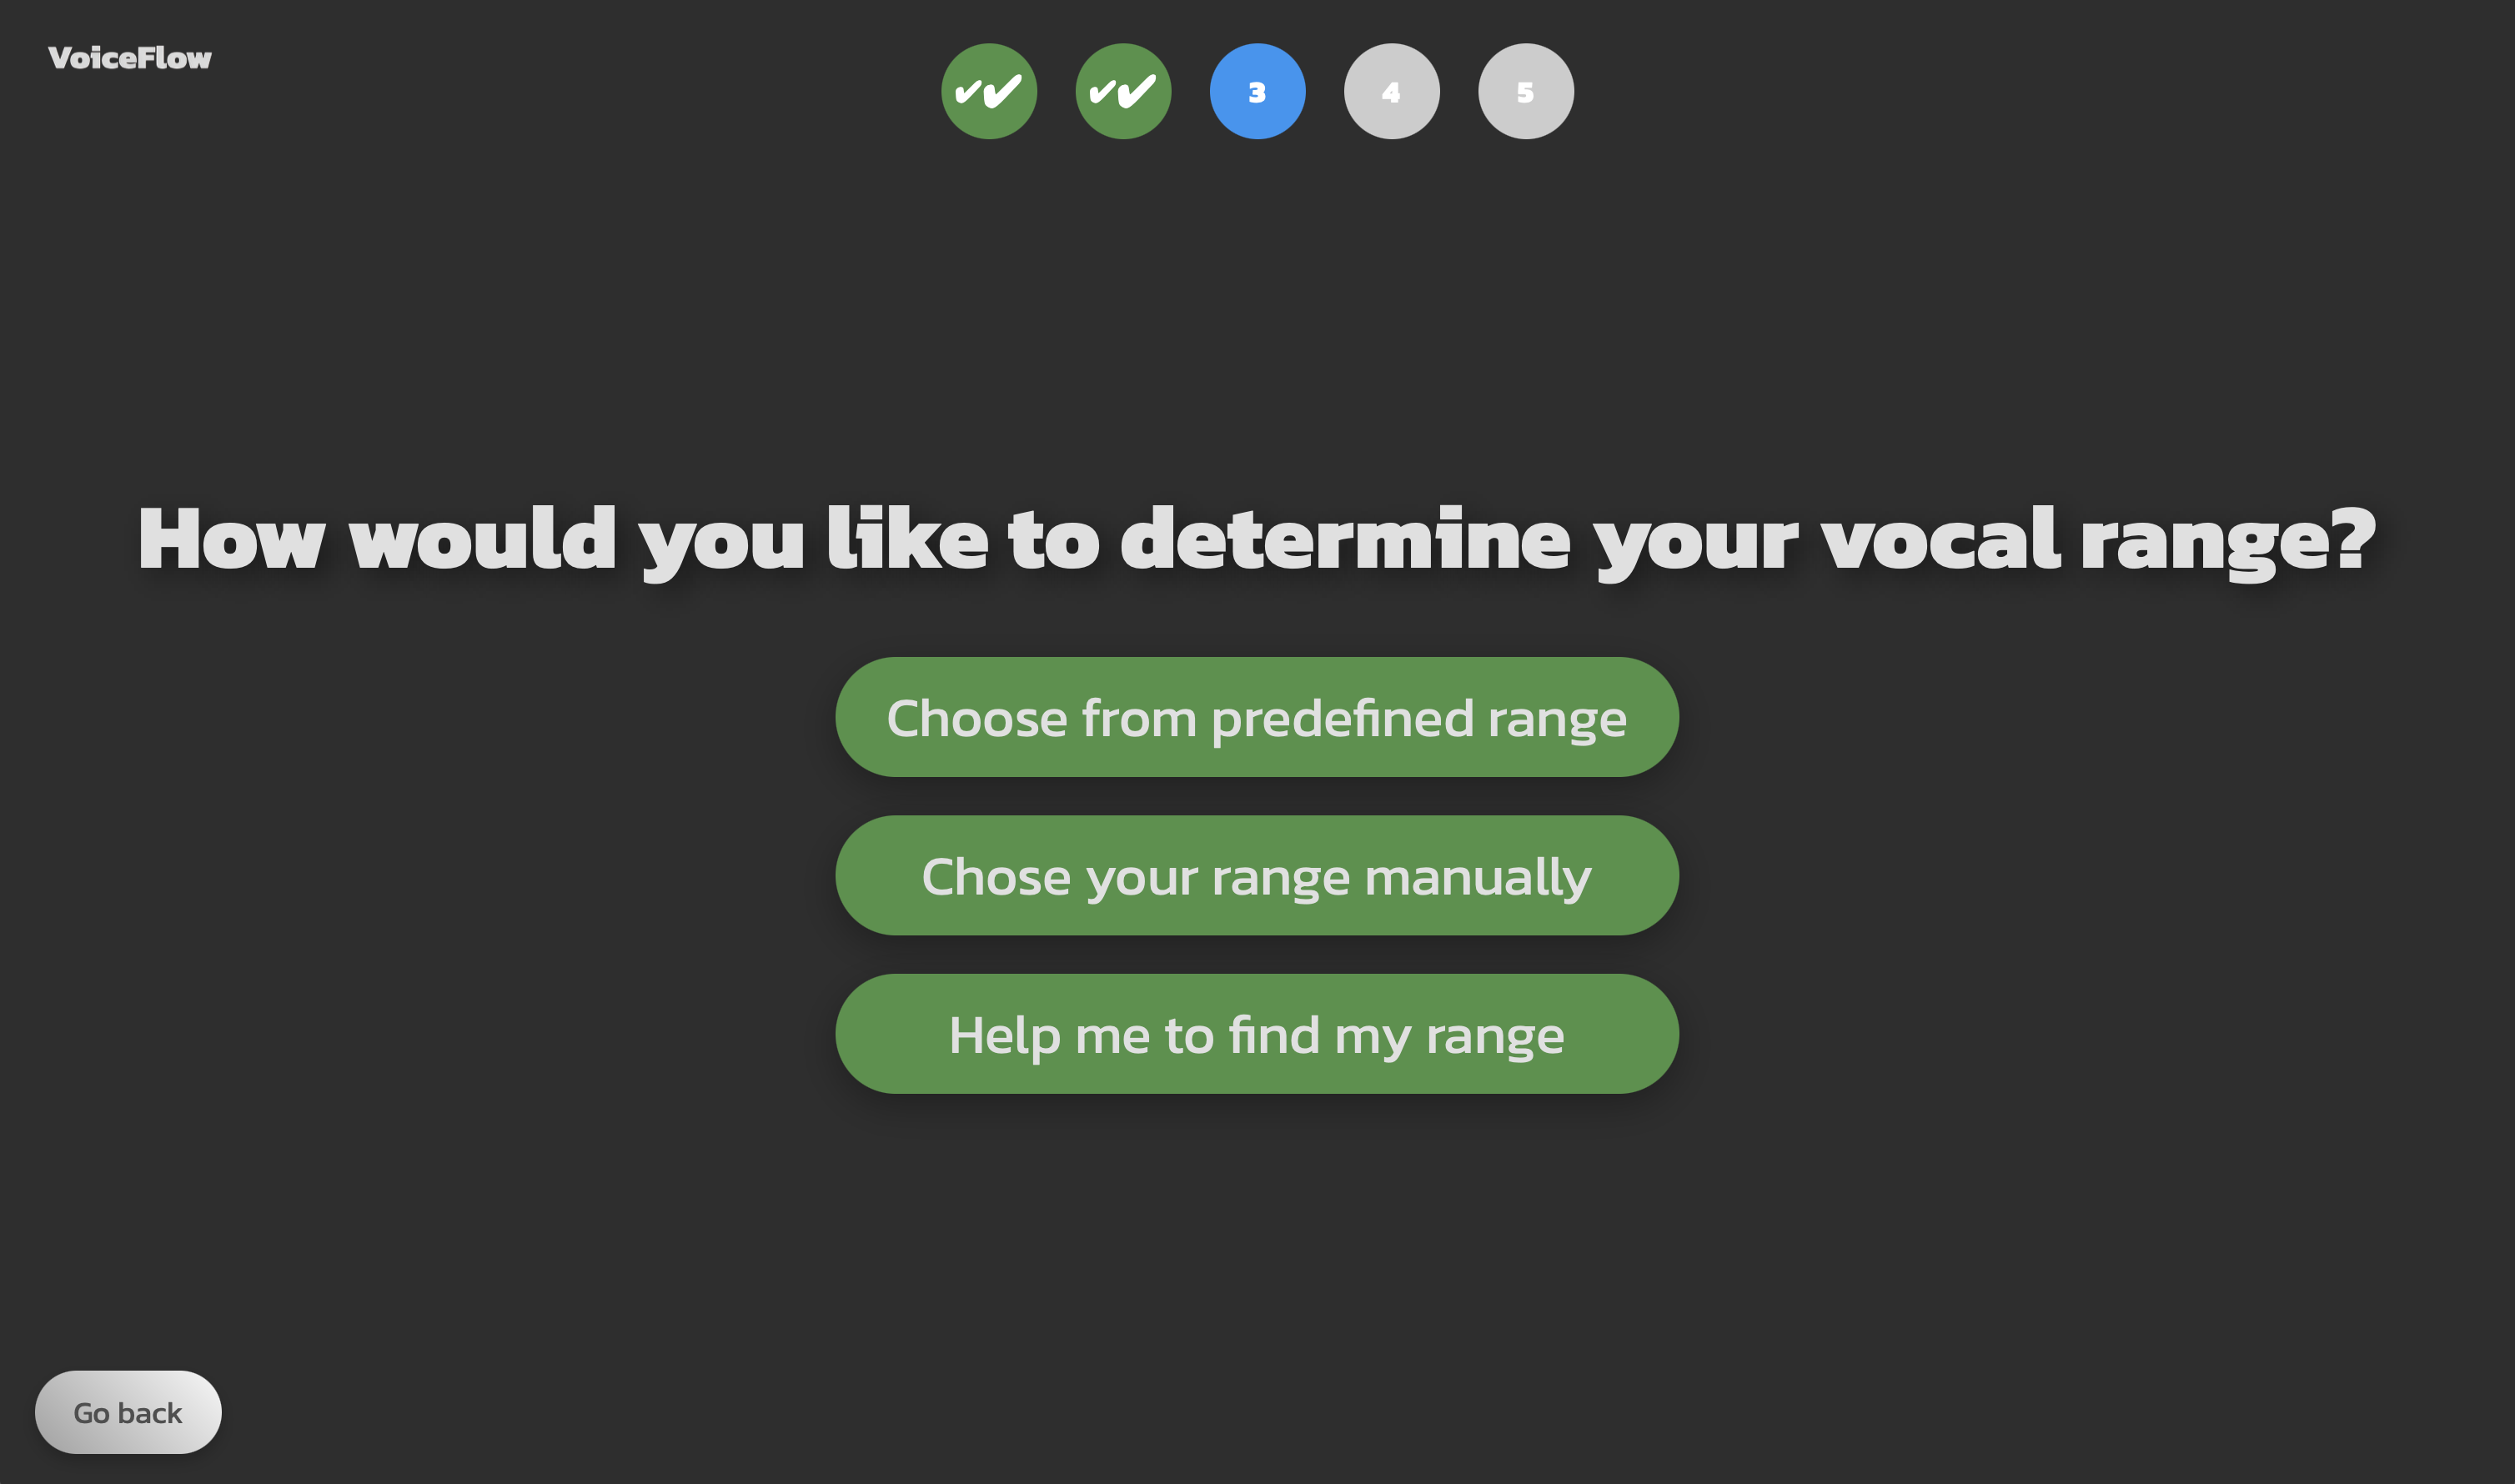 VoiceFlow
3
4
5
How would you like to determine your vocal range?
Choose from predefined range
Chose your range manually
Help me to find my range
Go back